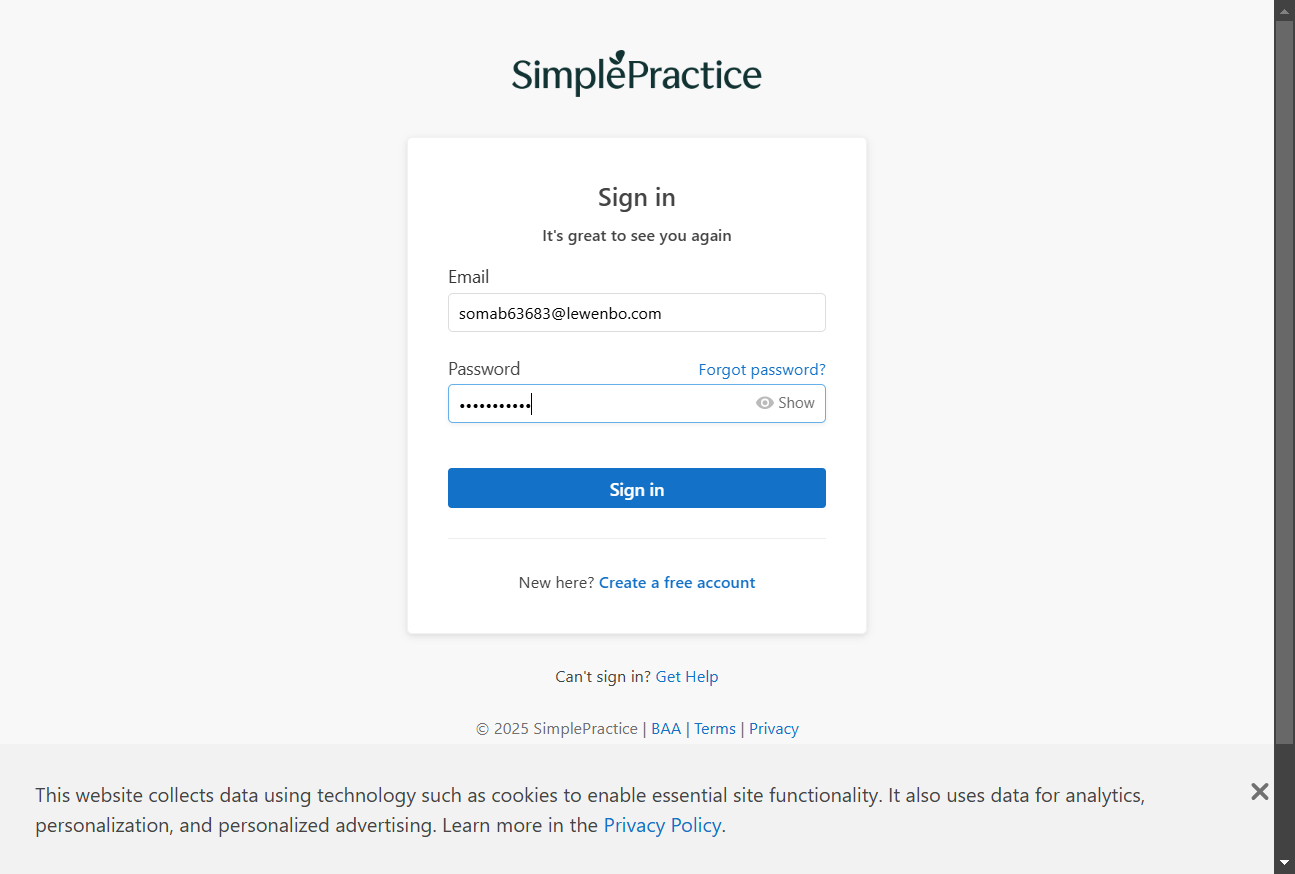 SimplePractice
Sign in
It's great to see you again
Email
somab63683@lewenbo.com
Password Forgot password?
••••••••••• Show
Sign in
New here? Create a free account
Can't sign in? Get Help
© 2025 SimplePractice | BAA | Terms | Privacy
This website collects data using technology such as cookies to enable essential site functionality. It also uses data for analytics,
personalization, and personalized advertising. Learn more in the Privacy Policy.